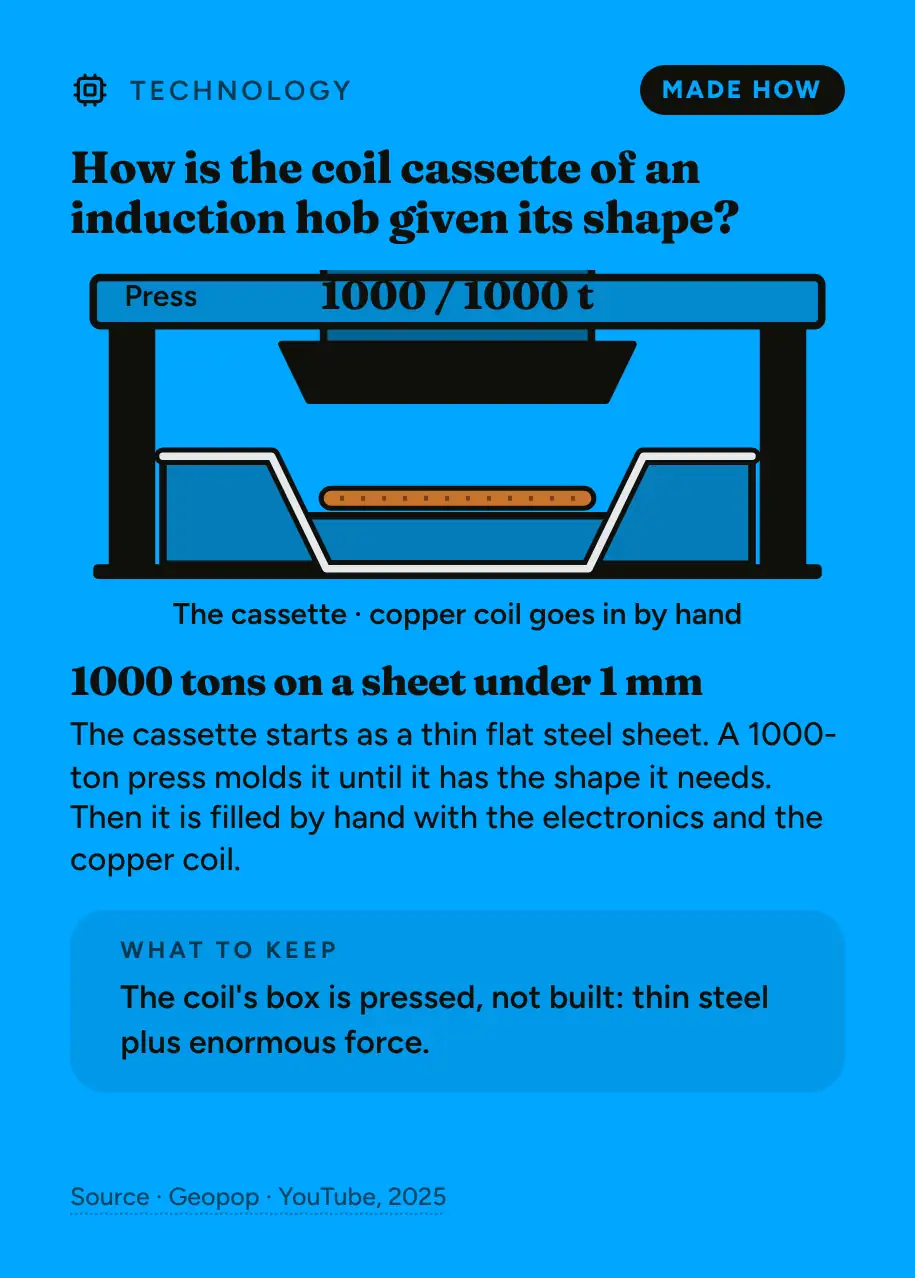 TECHNOLOGY
MADE HOW
How is the coil cassette of an
induction hob given its shape?
Press
1000 / 1000 t
The cassette · copper coil goes in by hand
1000 tons on a sheet under 1 mm
The cassette starts as a thin flat steel sheet. A 1000-
ton press molds it until it has the shape it needs.
Then it is filled by hand with the electronics and the
copper coil.
WHAT TO KEEP
The coil's box is pressed, not built: thin steel
plus enormous force.
Source · Geopop · YouTube, 2025